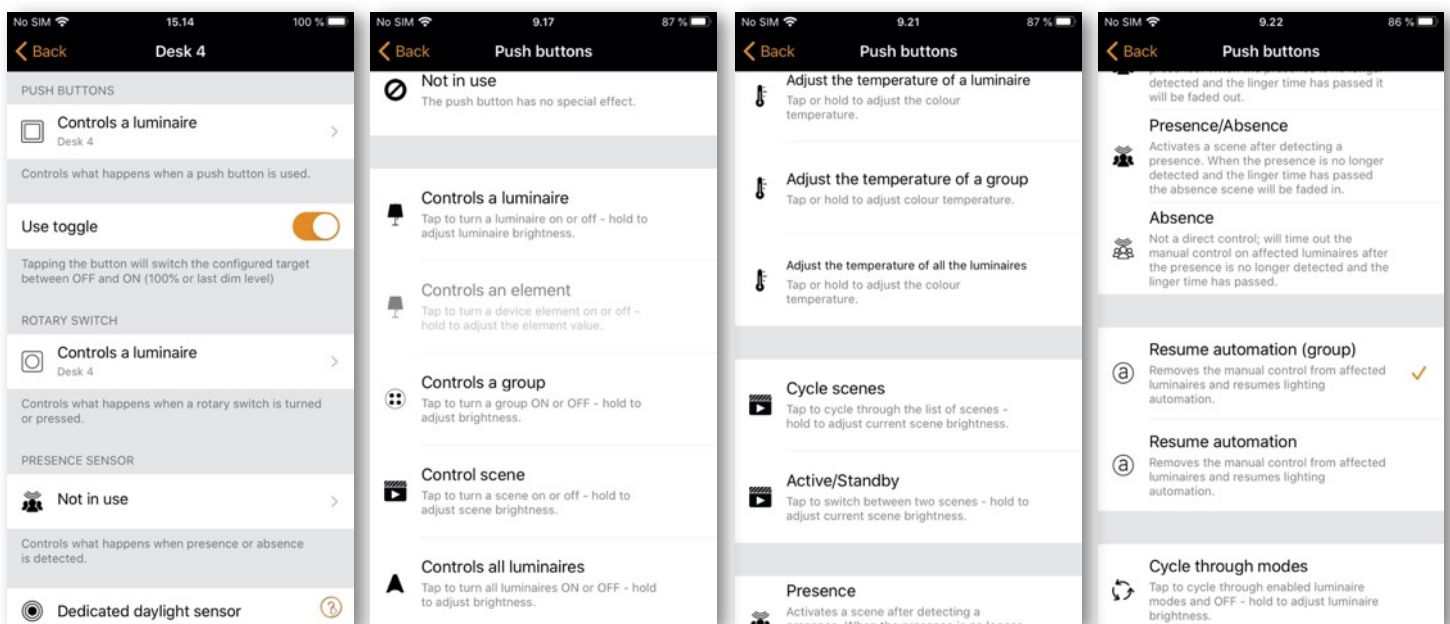 No SIM 15.14 100 %
Back Desk 4
PUSH BUTTONS
Controls a luminaire
Desk 4
Controls what happens when a push button is used.
Use toggle
Tapping the button will switch the configured target
between OFF and ON (100% or last dim level)
ROTARY SWITCH
Controls a luminaire
Desk 4
Controls what happens when a rotary switch is turned
or pressed.
PRESENCE SENSOR
Not in use
Controls what happens when presence or absence
is detected.
Dedicated daylight sensor
No SIM 9.17 87 %
Back Push buttons
Not in use
The push button has no special effect.
Controls a luminaire
Tap to turn a luminaire on or off - hold to
adjust luminaire brightness.
Controls an element
Tap to turn a device element on or off -
hold to adjust the element value.
Controls a group
Tap to turn a group ON or OFF - hold to
adjust brightness.
Control scene
Tap to turn a scene on or off - hold to
adjust scene brightness.
Controls all luminaires
Tap to turn all luminaires ON or OFF - hold
to adjust brightness.
No SIM 9.21 87 %
Back Push buttons
Adjust the temperature of a luminaire
Tap or hold to adjust the colour
temperature.
Adjust the temperature of a group
Tap or hold to adjust colour temperature.
Adjust the temperature of all the luminaires
Tap or hold to adjust the colour
temperature.
Cycle scenes
Tap to cycle through the list of scenes -
hold to adjust current scene brightness.
Active/Standby
Tap to switch between two scenes - hold to
adjust current scene brightness.
Presence
Activates a scene after detecting a
presence. When the presence is no longer
No SIM 9.22 86 %
Back Push buttons
presence. When the presence is no longer
detected and the linger time has passed it
will be faded out.
Presence/Absence
Activates a scene after detecting a
presence. When the presence is no longer
detected and the linger time has passed
the absence scene will be faded in.
Absence
Not a direct control; will time out the
manual control on affected luminaires after
the presence is no longer detected and the
linger time has passed.
Resume automation (group)
Removes the manual control from affected
luminaires and resumes lighting
automation.
Resume automation
Removes the manual control from affected
luminaires and resumes lighting
automation.
Cycle through modes
Tap to cycle through enabled luminaire
modes and OFF - hold to adjust luminaire
brightness.